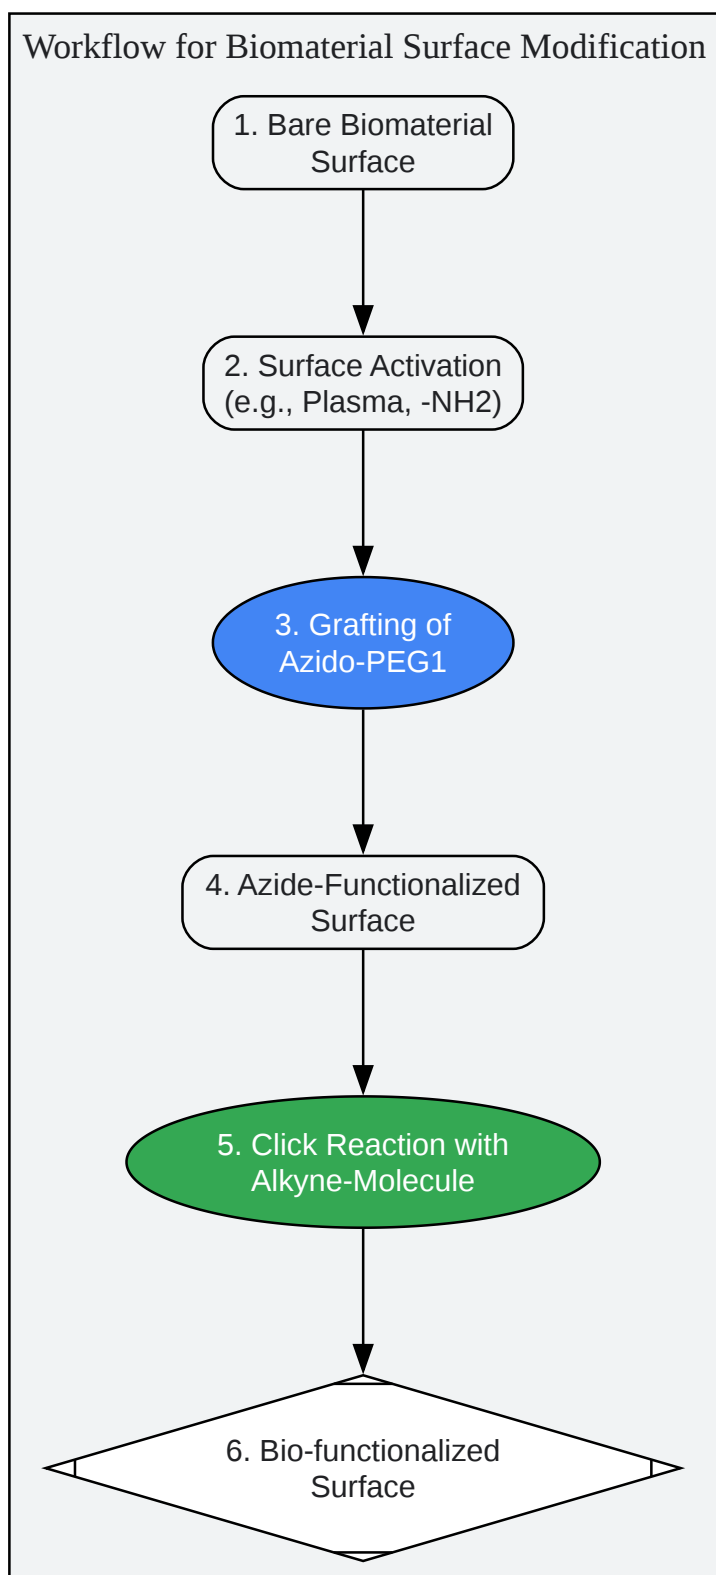 Workflow for Biomaterial Surface Modification
1. Bare Biomaterial
Surface
2. Surface Activation
(e.g., Plasma, -NH2)
3. Grafting of
Azido-PEG1
4. Azide-Functionalized
Surface
5. Click Reaction with
Alkyne-Molecule
6. Bio-functionalized
Surface